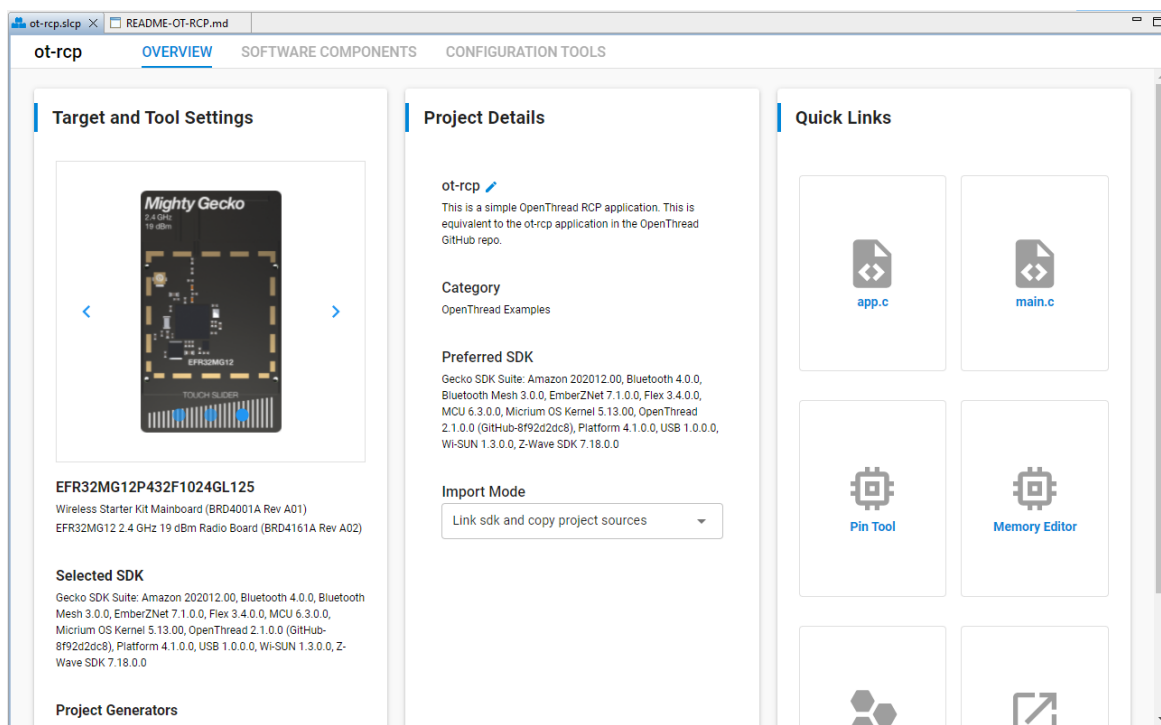 ot-rcp.slcp
README-OT-RCP.md
ot-rcp
OVERVIEW
SOFTWARE COMPONENTS
CONFIGURATION TOOLS
Target and Tool Settings
Mighty Gecko
2.4 GHz
19 dBm
EFR32MG12
TOUCH SLIDER
EFR32MG12P432F1024GL125
Wireless Starter Kit Mainboard (BRD4001A Rev A01)
EFR32MG12 2.4 GHz 19 dBm Radio Board (BRD4161A Rev A02)
Selected SDK
Gecko SDK Suite: Amazon 202012.00, Bluetooth 4.0.0, Bluetooth
Mesh 3.0.0, EmberZNet 7.1.0.0, Flex 3.4.0.0, MCU 6.3.0.0,
Micrium OS Kernel 5.13.00, OpenThread 2.1.0.0 (GitHub-
8f92d2dc8), Platform 4.1.0.0, USB 1.0.0.0, Wi-SUN 1.3.0.0, Z-
Wave SDK 7.18.0.0
Project Generators
Project Details
ot-rcp
This is a simple OpenThread RCP application. This is
equivalent to the ot-rcp application in the OpenThread
GitHub repo.
Category
OpenThread Examples
Preferred SDK
Gecko SDK Suite: Amazon 202012.00, Bluetooth 4.0.0,
Bluetooth Mesh 3.0.0, EmberZNet 7.1.0.0, Flex 3.4.0.0,
MCU 6.3.0.0, Micrium OS Kernel 5.13.00, OpenThread
2.1.0.0 (GitHub-8f92d2dc8), Platform 4.1.0.0, USB 1.0.0.0,
Wi-SUN 1.3.0.0, Z-Wave SDK 7.18.0.0
Import Mode
Link sdk and copy project sources
Quick Links
app.c
main.c
Pin Tool
Memory Editor